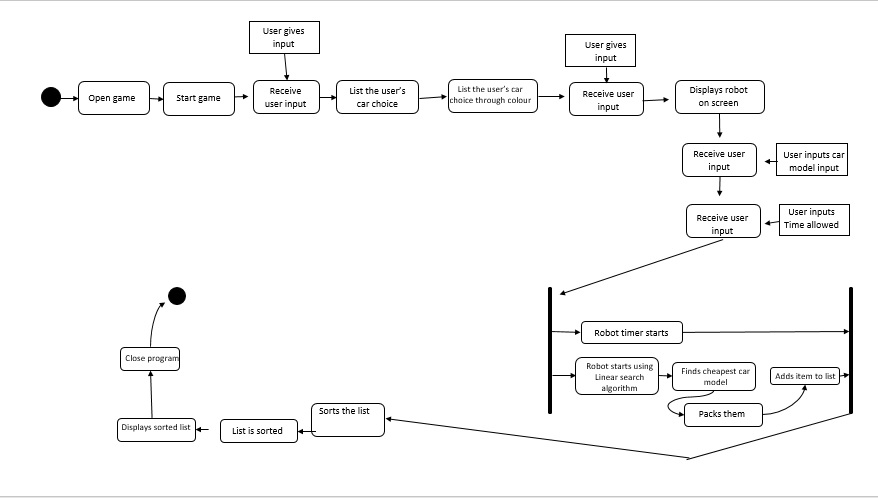 User gives
input
User gives
input
Open game
Start game
Receive
user input
List the user's
car choice
List the user's car
choice through colour
Receive user
input
Displays robot
on screen
Receive user
input
User inputs car
model input
Receive user
input
User inputs
Time allowed
Robot timer starts
Robot starts using
Linear search
algorithm
Finds cheapest car
model
Adds item to list
Packs them
Sorts the list
List is sorted
Displays sorted list
Close program